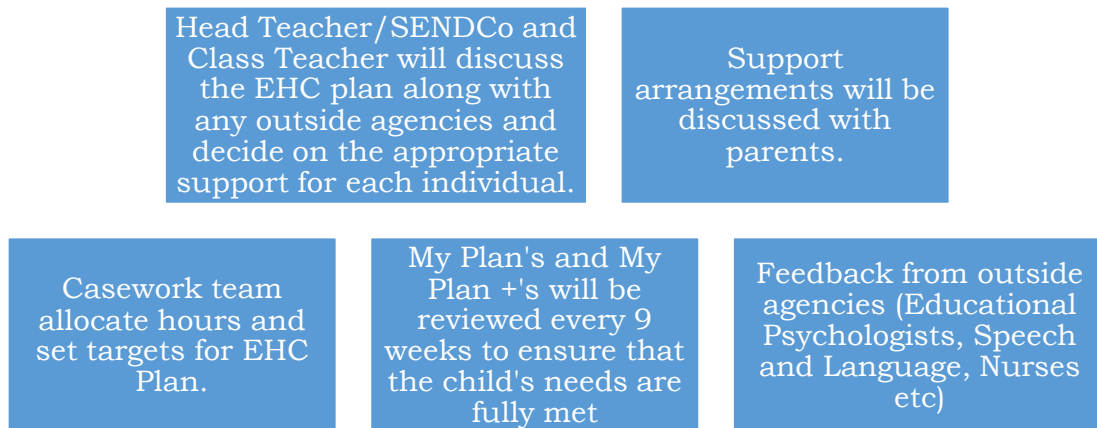 Head Teacher/SENDCo and
Class Teacher will discuss
the EHC plan along with
any outside agencies and
decide on the appropriate
support for each individual.
Support
arrangements will be
discussed with
parents.
Casework team
allocate hours and
set targets for EHC
Plan.
My Plan's and My
Plan +'s will be
reviewed every 9
weeks to ensure that
the child's needs are
fully met
Feedback from outside
agencies (Educational
Psychologists, Speech
and Language, Nurses
etc)